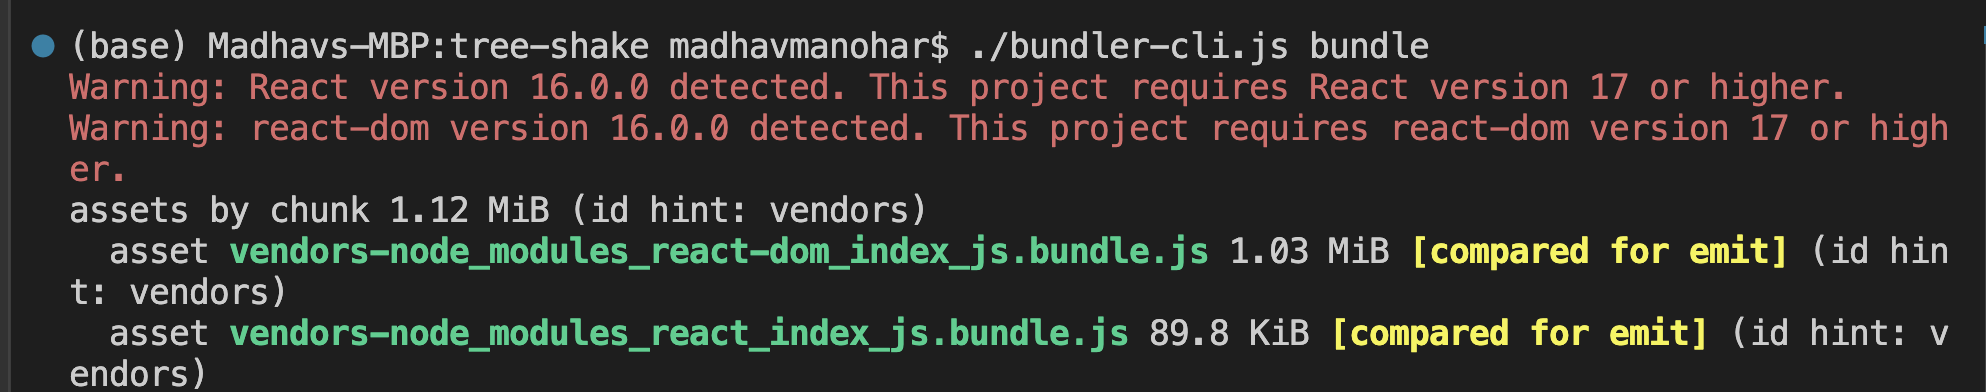 (base) Madhavs-MBP:tree-shake madhavmanohar$ ./bundler-cli.js bundle
Warning: React version 16.0.0 detected. This project requires React version 17 or higher.
Warning: react-dom version 16.0.0 detected. This project requires react-dom version 17 or high
er.
assets by chunk 1.12 MiB (id hint: vendors)
  asset vendors-node_modules_react-dom_index_js.bundle.js 1.03 MiB [compared for emit] (id hin
t: vendors)
  asset vendors-node_modules_react_index_js.bundle.js 89.8 KiB [compared for emit] (id hint: v
endors)